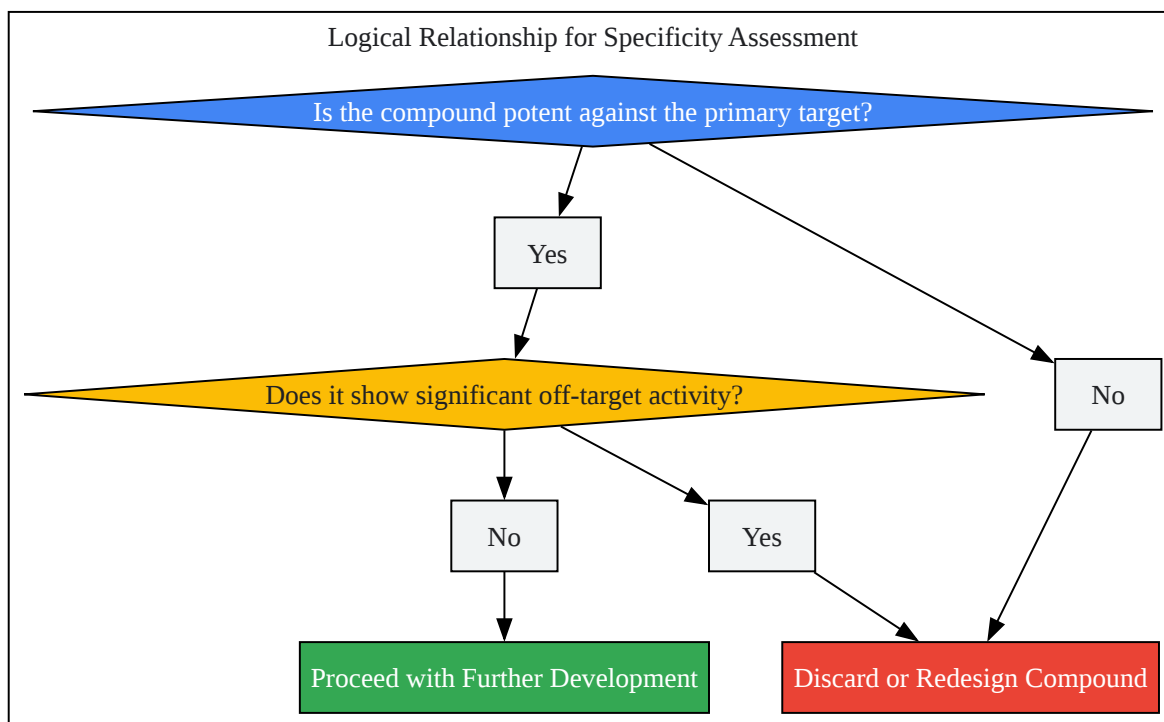 Logical Relationship for Specificity Assessment
Is the compound potent against the primary target?
Yes
Does it show significant off-target activity?
No
No
Yes
Proceed with Further Development
Discard or Redesign Compound